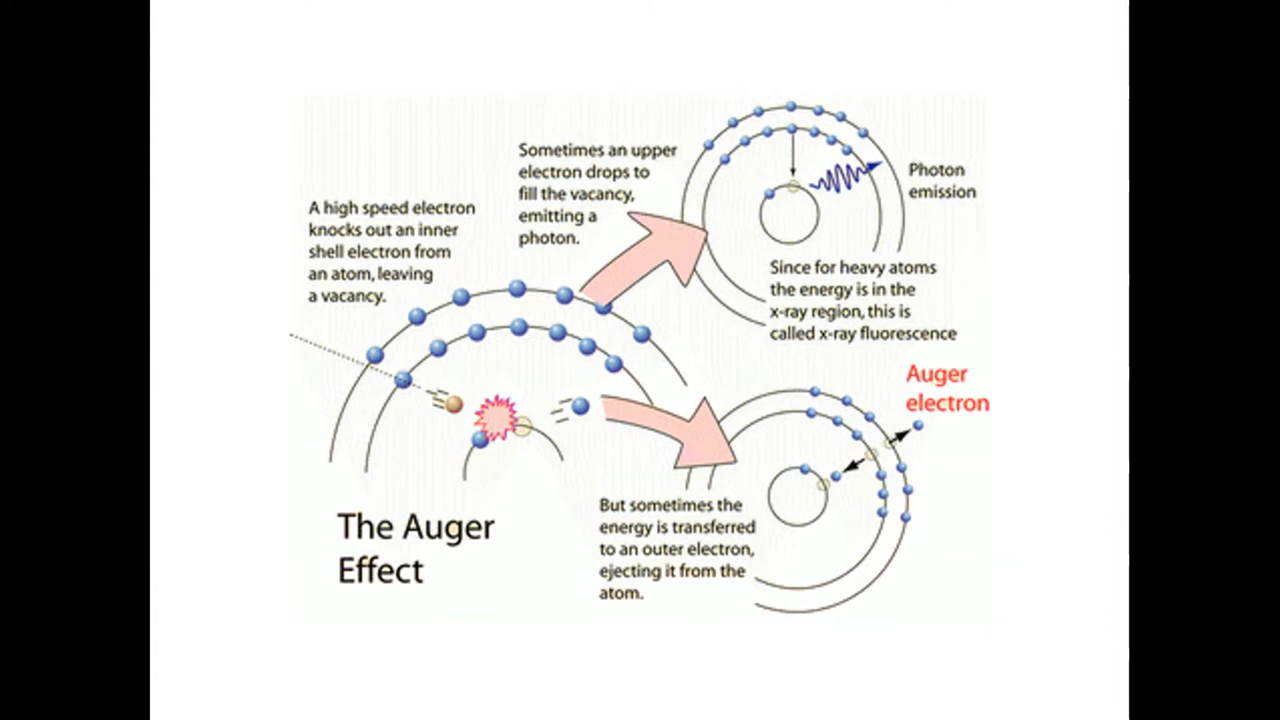 A high speed electron
knocks out an inner
shell electron from
an atom, leaving
a vacancy.
Sometimes an upper
electron drops to
fill the vacancy,
emitting a
photon.
Photon
emission
Since for heavy atoms
the energy is in the
x-ray region, this is
called x-ray fluorescence
Auger
electron
But sometimes the
energy is transferred
to an outer electron,
ejecting it from the
atom.
The Auger
Effect